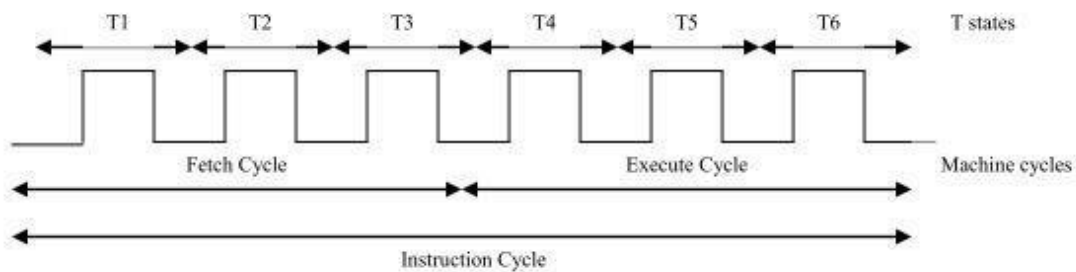 T1 T2 T3 T4 T5 T6 T states
Fetch Cycle Execute Cycle Machine cycles
Instruction Cycle